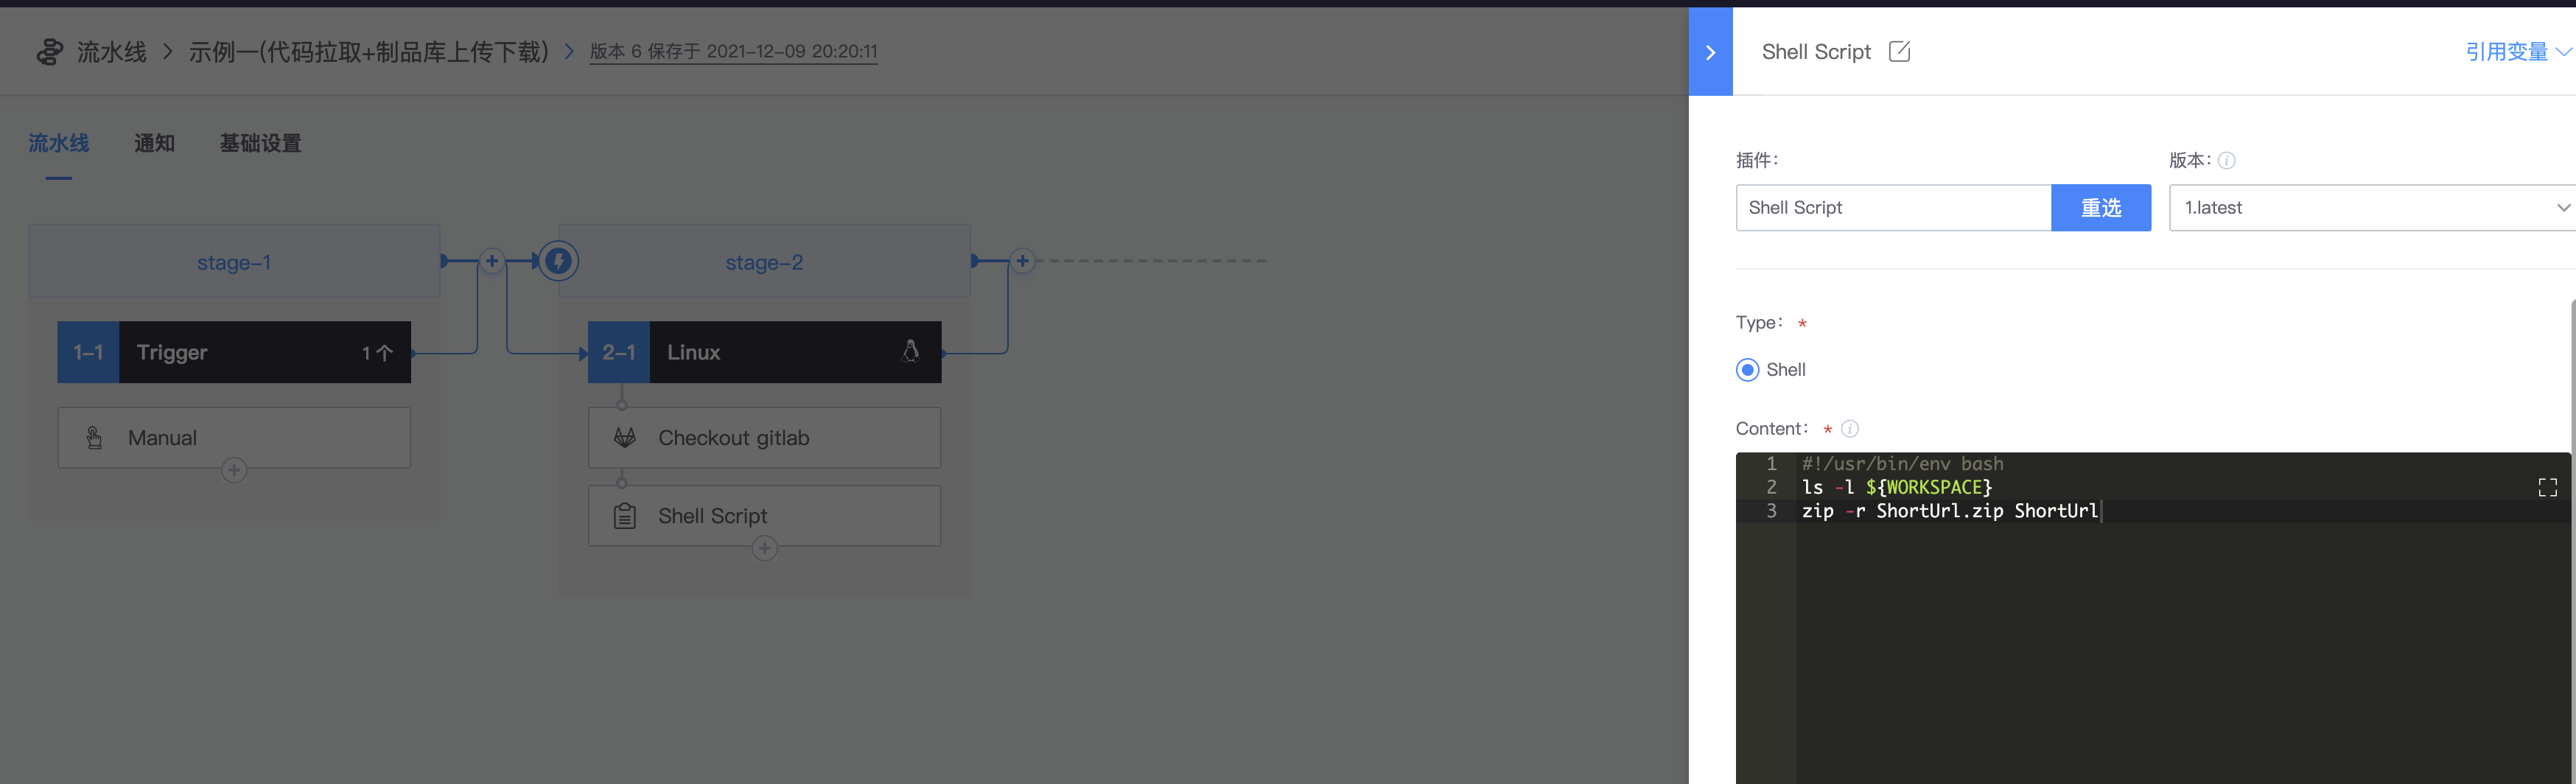 流水线 > 示例一(代码拉取+制品库上传下载) > 版本 6 保存于 2021-12-09 20:20:11
流水线 通知 基础设置
stage-1
1-1 Trigger 1 个
Manual
stage-2
2-1 Linux
Checkout gitlab
Shell Script
Shell Script
引用变量
插件:
版本:
Shell Script 重选
1.latest
Type: *
Shell
Content: *
1 #!/usr/bin/env bash
2 ls -l ${WORKSPACE}
3 zip -r ShortUrl.zip ShortUrl